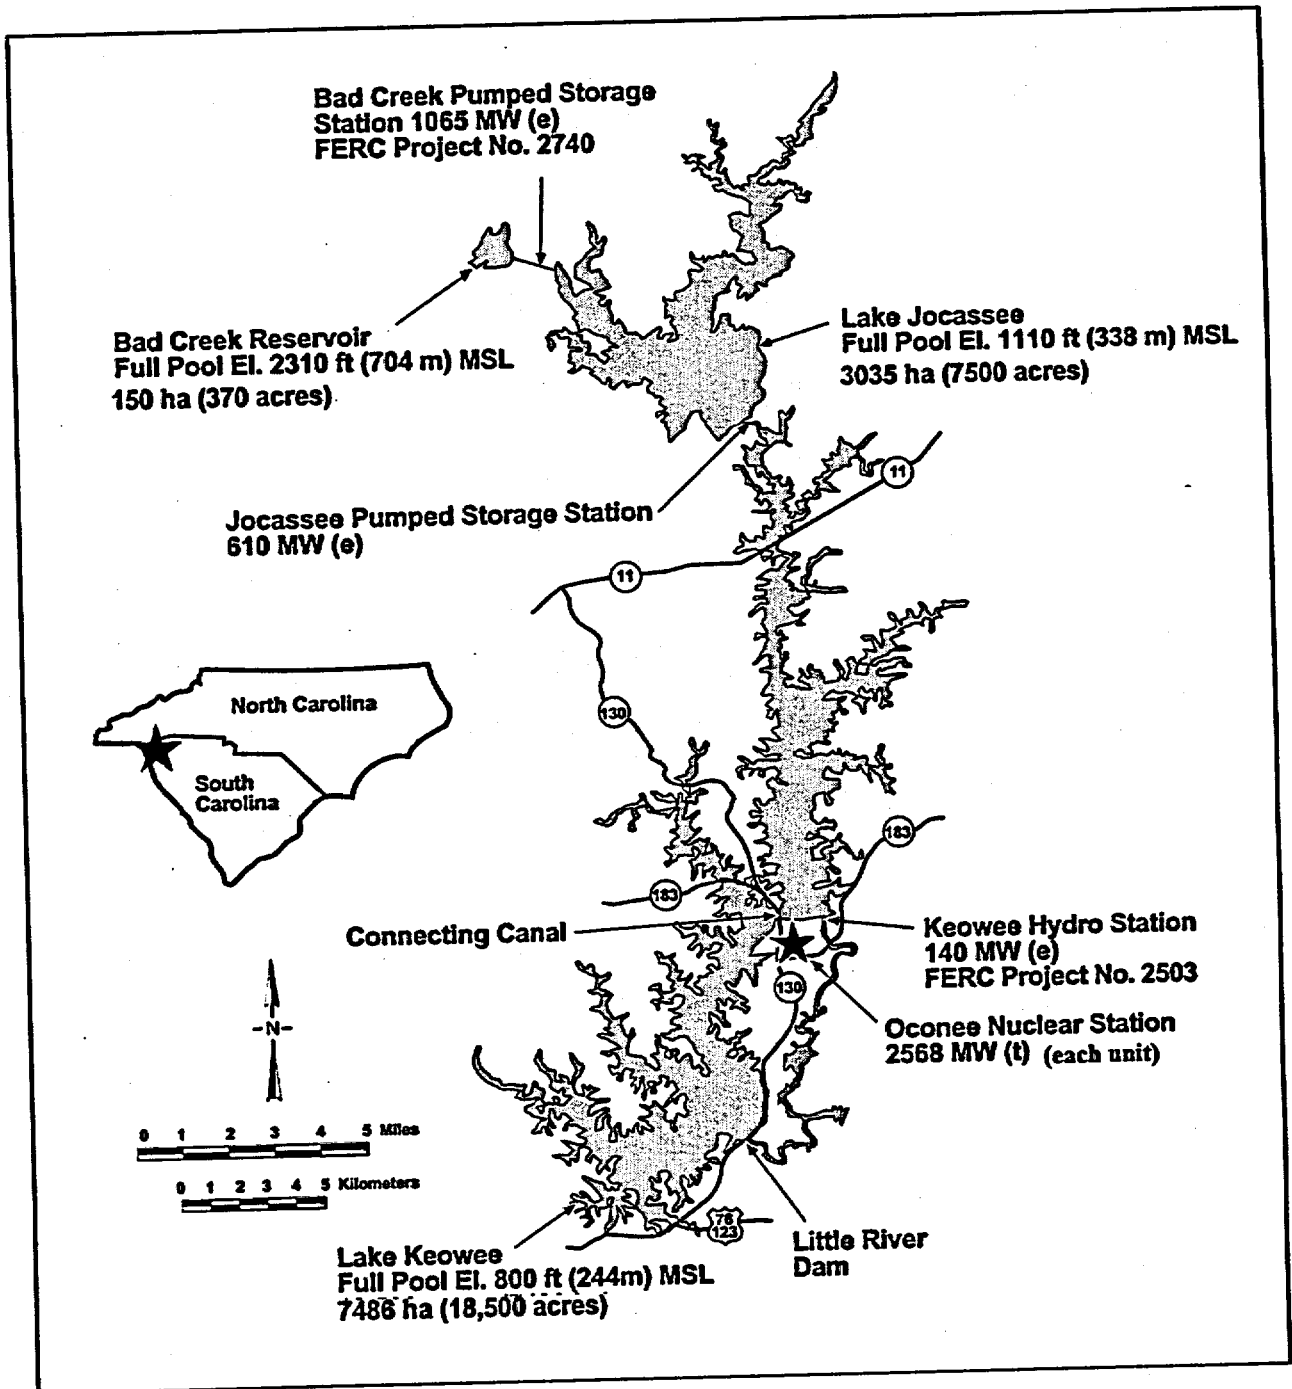 Bad Creek Pumped Storage
Station 1065 MW (e)
FERC Project No. 2740
Bad Creek Reservoir
Full Pool El. 2310 ft (704 m) MSL
150 ha (370 acres)
Lake Jocassee
Full Pool El. 1110 ft (338 m) MSL
3035 ha (7500 acres)
11
Jocassee Pumped Storage Station
610 MW (e)
11
North Carolina
130
South
Carolina
183
183
Connecting Canal
Keowee Hydro Station
140 MW (e)
FERC Project No. 2503
130
-N-
Oconee Nuclear Station
2568 MW (t) (each unit)
0 1 2 3 4 5 Miles
0 1 2 3 4 5 Kilometers
76
123
Little River
Dam
Lake Keowee
Full Pool El. 800 ft (244m) MSL
7486 ha (18,500 acres)